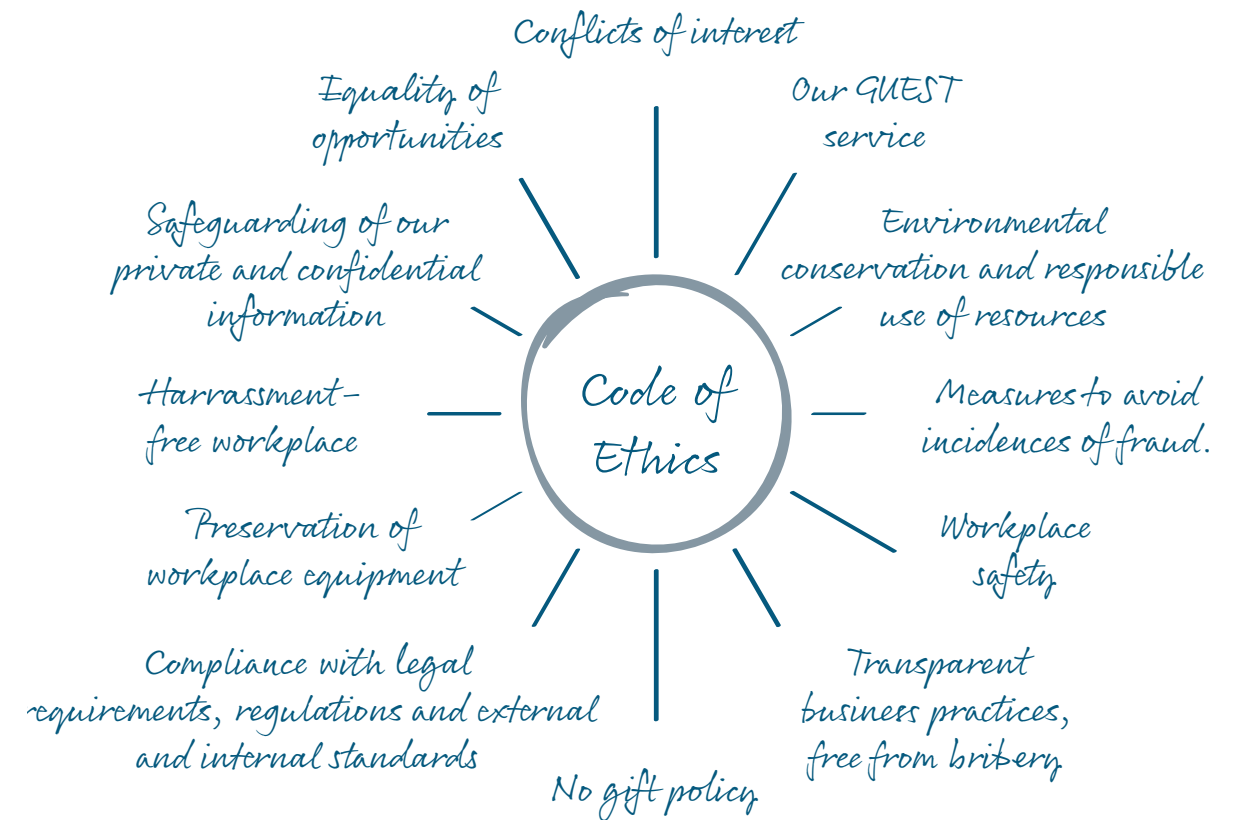 Conflicts of interest
Our GUEST
service
Environmental
conservation and responsible
use of resources
Measures to avoid
incidences of fraud.
Workplace
safety
Transparent
business practices,
free from bribery
No gift policy
Compliance with legal
requirements, regulations and external
and internal standards
Preservation of
workplace equipment
Harrassment-
free workplace
Safeguarding of our
private and confidential
information
Equality of
opportunities
Code of
Ethics